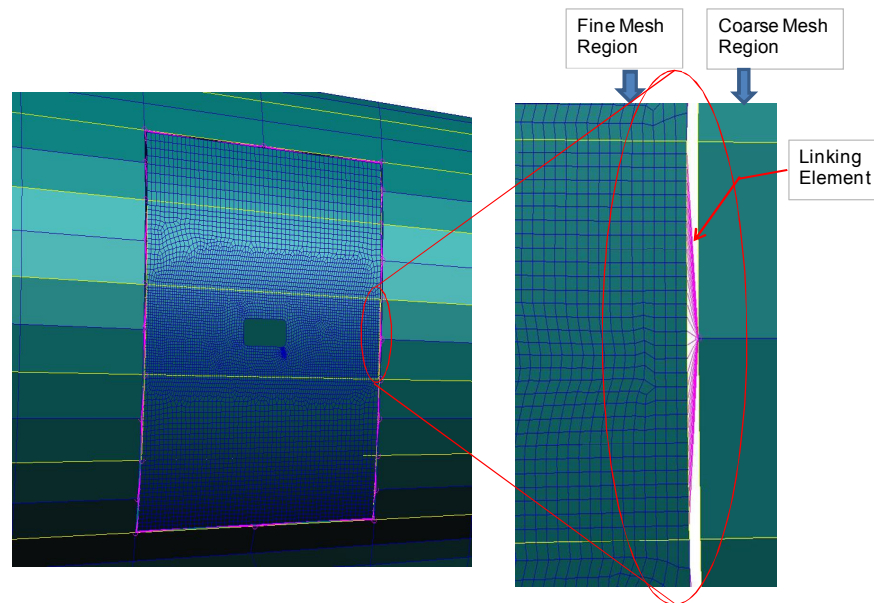 Fine Mesh
Region
Coarse Mesh
Region
Linking
Element